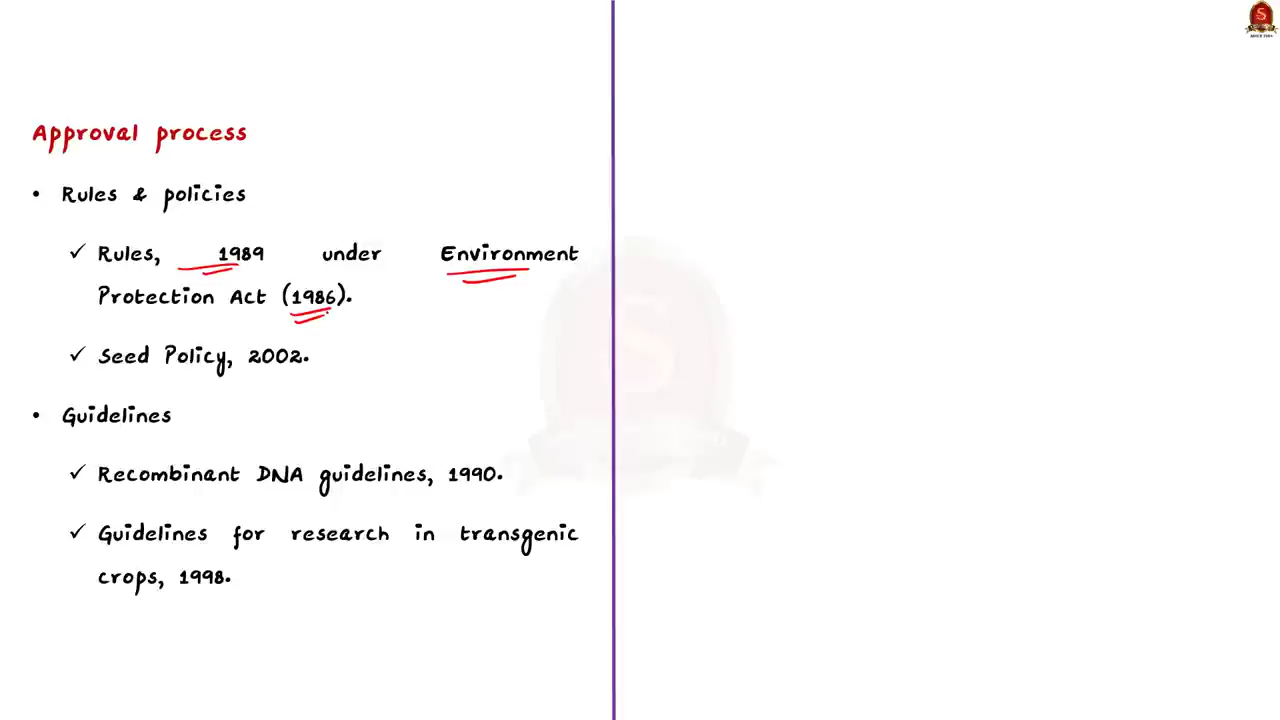 Approval process
• Rules & policies
✓ Rules, 1989 under Environment
Protection Act (1986).
✓ Seed Policy, 2002.
• Guidelines
✓ Recombinant DNA guidelines, 1990.
✓ Guidelines for research in transgenic
crops, 1998.